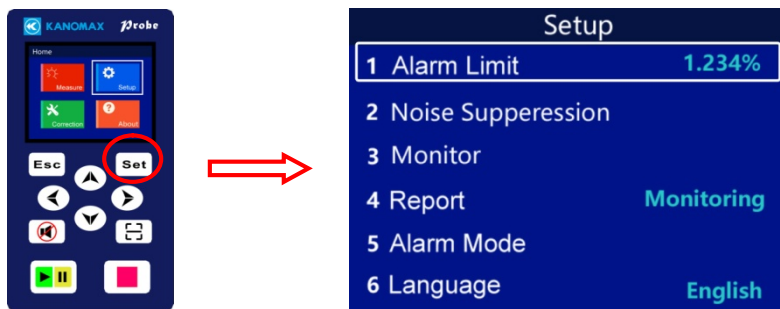 KANOMAX Probe
Home
Measure
Setup
Correction
About
Esc
Set
Setup
1 Alarm Limit 1.234%
2 Noise Supperession
3 Monitor
4 Report Monitoring
5 Alarm Mode
6 Language English